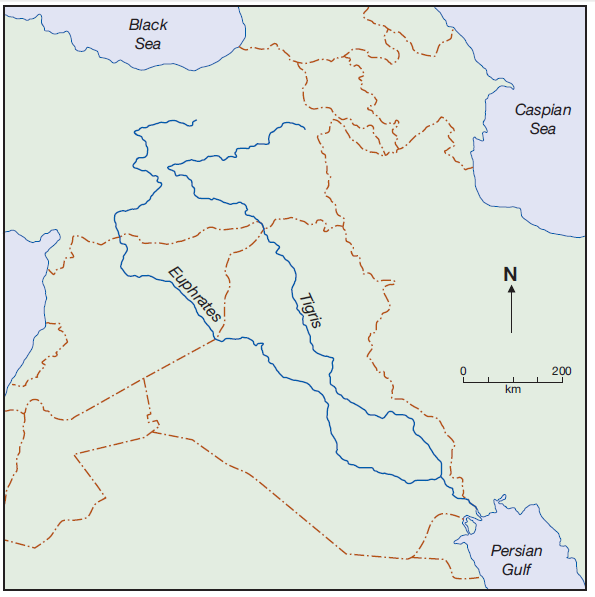 Black
Sea
Caspian
Sea
Euphrates
Tigris
N
0 200
km
Persian
Gulf